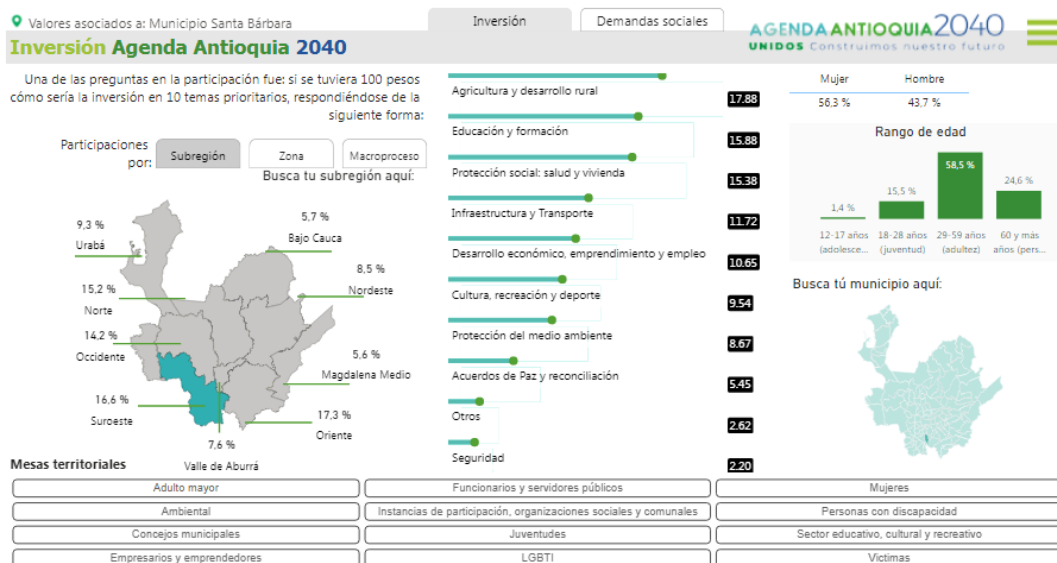 Valores asociados a: Municipio Santa Bárbara
Inversión
Demandas sociales
AGENDA ANTIOQUIA 2040
UNIDOS Construimos nuestro futuro
Inversión Agenda Antioquia 2040
Una de las preguntas en la participación fue: si se tuviera 100 pesos
cómo sería la inversión en 10 temas prioritarios, respondiéndose de la
siguiente forma:
Participaciones
por:
Subregión
Zona
Macroproceso
Busca tu subregión aquí:
9,3 %
Urabá
5,7 %
Bajo Cauca
8,5 %
Nordeste
15,2 %
Norte
14,2 %
Occidente
5,6 %
Magdalena Medio
16,6 %
Suroeste
17,3 %
Oriente
7,6 %
Valle de Aburrá
Agricultura y desarrollo rural
17.88
Educación y formación
15.88
Protección social: salud y vivienda
15.38
Infraestructura y Transporte
11.72
Desarrollo económico, emprendimiento y empleo
10.65
Cultura, recreación y deporte
9.54
Protección del medio ambiente
8.67
Acuerdos de Paz y reconciliación
5.45
Otros
2.62
Seguridad
2.20
Mujer Hombre
56,3 % 43,7 %
Rango de edad
1,4 %
15,5 %
58,5 %
24,6 %
12-17 años 18-28 años 29-59 años 60 y más
(adolesce... (juventud) (adultez) años (pers...
Busca tú municipio aquí:
Mesas territoriales
Adulto mayor
Funcionarios y servidores públicos
Mujeres
Ambiental
Instancias de participación, organizaciones sociales y comunales
Personas con discapacidad
Concejos municipales
Juventudes
Sector educativo, cultural y recreativo
Empresarios y emprendedores
LGBTI
Victimas